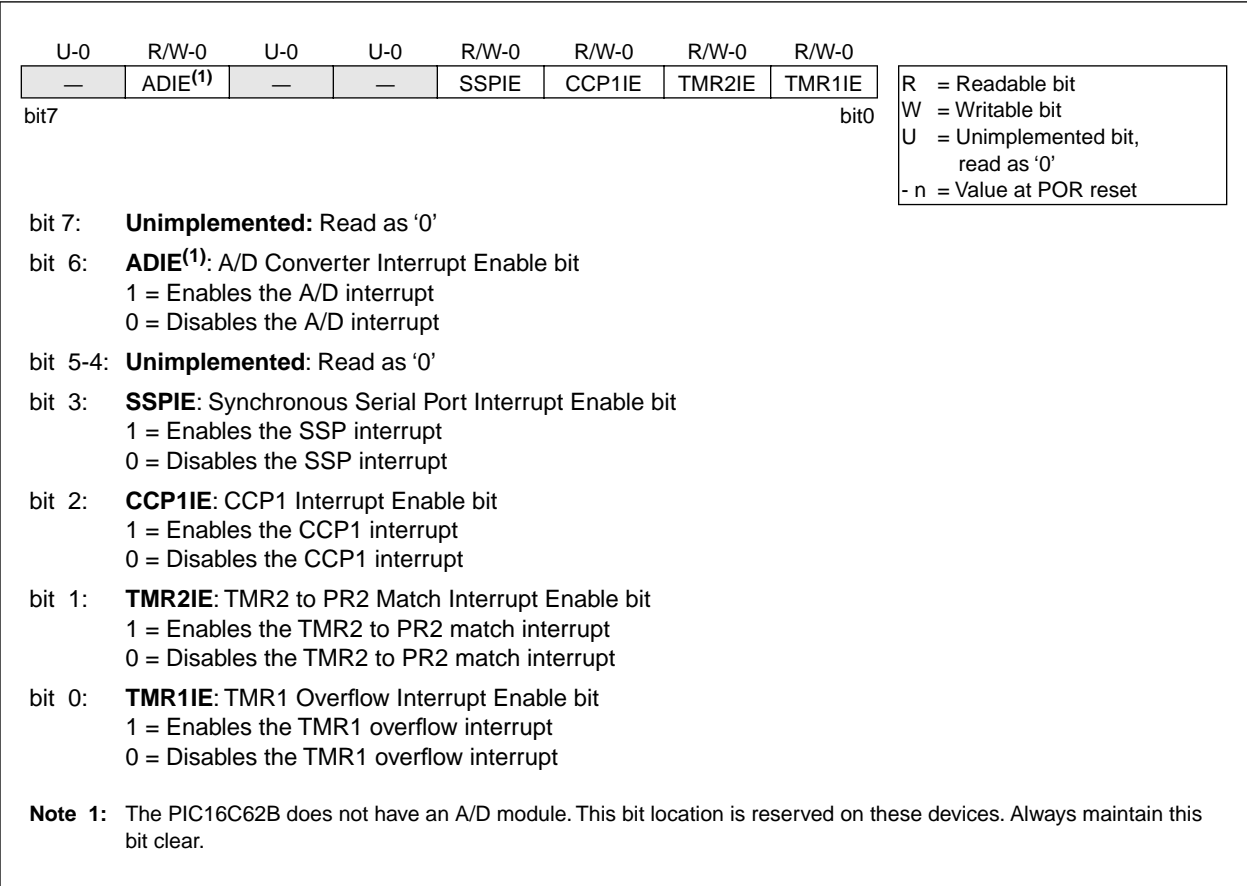 U-0 R/W-0 U-0 U-0 R/W-0 R/W-0 R/W-0 R/W-0
— ADIE(1) — — SSPIE CCP1IE TMR2IE TMR1IE
bit7 bit0
R = Readable bit
W = Writable bit
U = Unimplemented bit,
read as ‘0’
- n = Value at POR reset
bit 7: Unimplemented: Read as ‘0’
bit 6: ADIE(1): A/D Converter Interrupt Enable bit
1 = Enables the A/D interrupt
0 = Disables the A/D interrupt
bit 5-4: Unimplemented: Read as ‘0’
bit 3: SSPIE: Synchronous Serial Port Interrupt Enable bit
1 = Enables the SSP interrupt
0 = Disables the SSP interrupt
bit 2: CCP1IE: CCP1 Interrupt Enable bit
1 = Enables the CCP1 interrupt
0 = Disables the CCP1 interrupt
bit 1: TMR2IE: TMR2 to PR2 Match Interrupt Enable bit
1 = Enables the TMR2 to PR2 match interrupt
0 = Disables the TMR2 to PR2 match interrupt
bit 0: TMR1IE: TMR1 Overflow Interrupt Enable bit
1 = Enables the TMR1 overflow interrupt
0 = Disables the TMR1 overflow interrupt
Note 1: The PIC16C62B does not have an A/D module. This bit location is reserved on these devices. Always maintain this
bit clear.